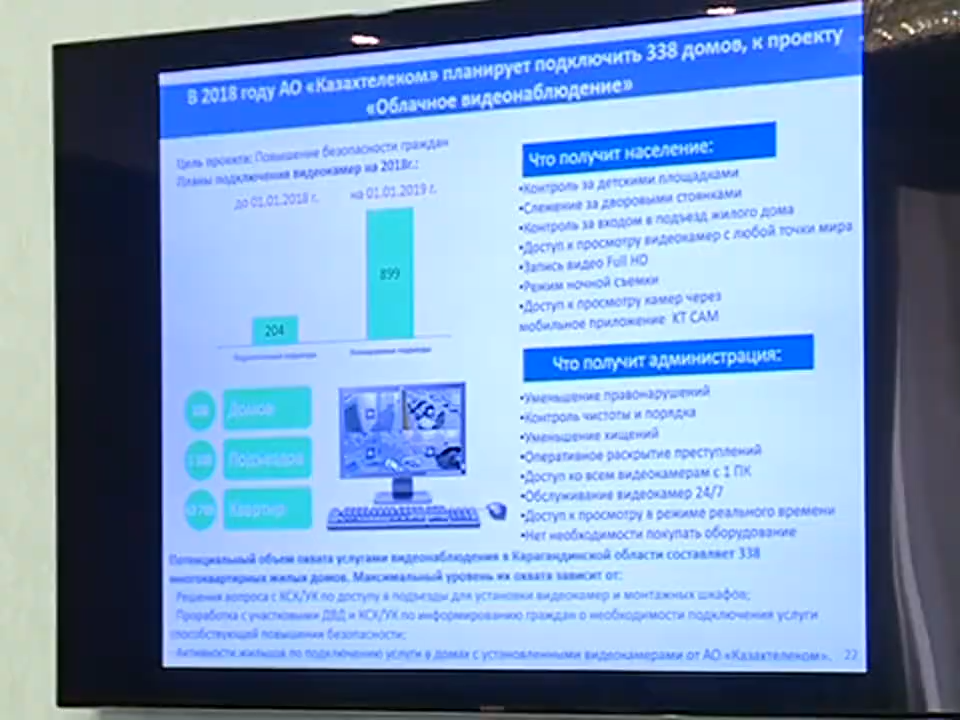 В 2018 году АО «Казахтелеком» планирует подключить 338 домов, к проекту
«Облачное видеонаблюдение»
Цель проекта: Повышение безопасности граждан
Планы подключения видеокамер на 2018г.:
до 01.01.2018 г.
на 01.01.2019 г.
899
204
Домов
Подъездов
Квартир
Что получит население:
•Контроль за детскими площадками
•Слежение за дворовыми стоянками
•Контроль за входом в подъезд жилого дома
•Доступ к просмотру видеокамер с любой точки мира
•Запись видео Full HD
•Режим ночной съемки
•Доступ к просмотру камер через
мобильное приложение KT CAM
Что получит администрация:
•Уменьшение правонарушений
•Контроль чистоты и порядка
•Уменьшение хищений
•Оперативное раскрытие преступлений
•Доступ ко всем видеокамерам с 1 ПК
•Обслуживание видеокамер 24/7
•Доступ к просмотру в режиме реального времени
•Нет необходимости покупать оборудование
Потенциальный объем охвата услугами видеонаблюдения в Карагандинской области составляет 338
многоквартирных жилых домов. Максимальный уровень их охвата зависит от:
Решения вопроса с КСК/УК по доступу в подъезды для установки видеокамер и монтажных шкафов;
Проработка с участковыми ДВД и КСК/УК по информированию граждан о необходимости подключения услуги
способствующей повышения безопасности;
Активности жильцов по подключению услуги в домах с установленными видеокамерами от АО «Казахтелеком». 22